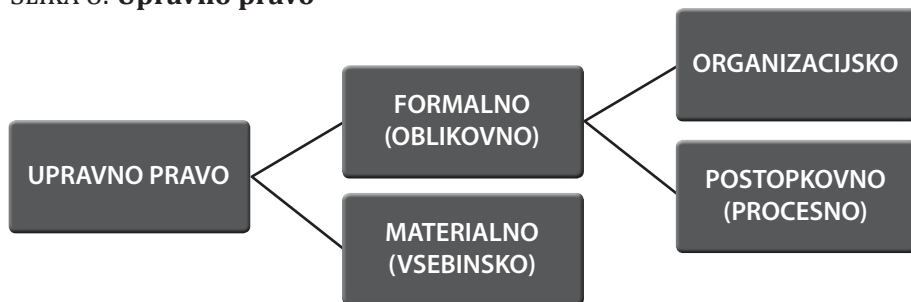 SLIKA 8: Upravno pravo
UPRAVNO PRAVO
FORMALNO
(OBLIKOVNO)
MATERIALNO
(VSEBINSKO)
ORGANIZACIJSKO
POSTOPKOVNO
(PROCESNO)